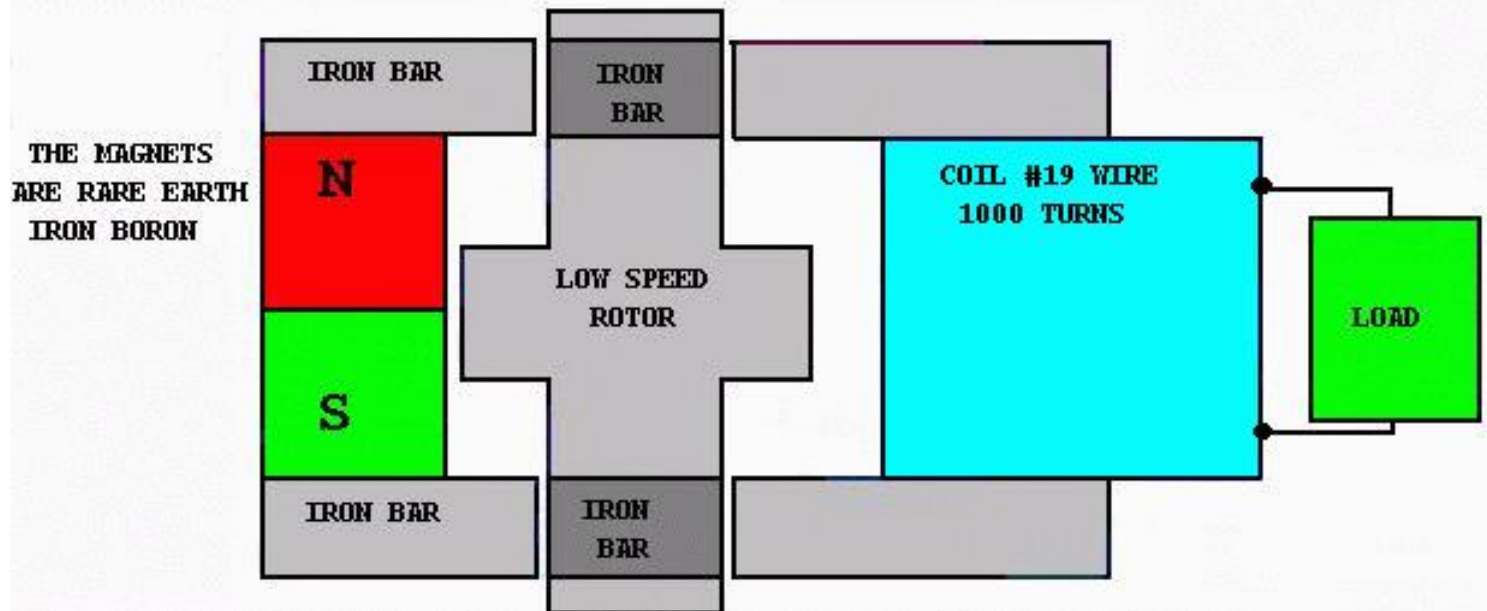 IRON BAR
IRON
BAR
THE MAGNETS
ARE RARE EARTH
IRON BORON
N
COIL #19 WIRE
1000 TURNS
LOW SPEED
ROTOR
LOAD
S
IRON BAR
IRON
BAR